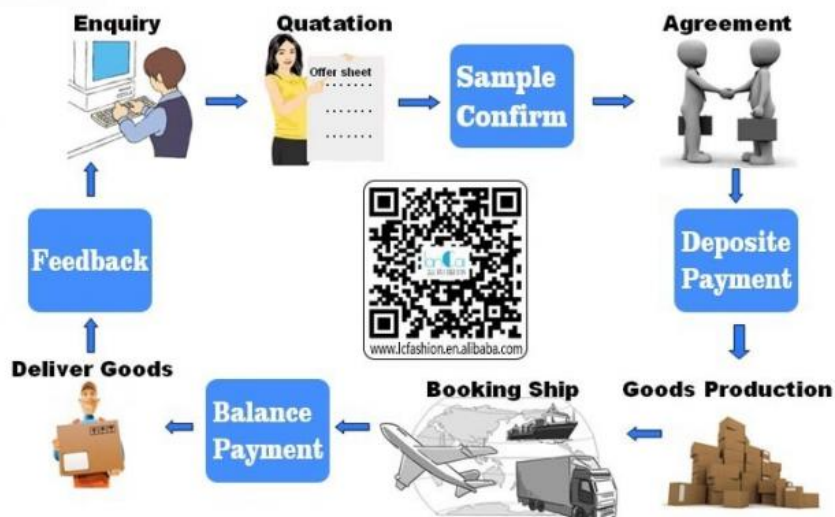 Enquiry
Quatation
Agreement
Offer sheet
Sample
Confirm
Feedback
Deposite
Payment
www.lcfashion.en.alibaba.com
Deliver Goods
Balance
Payment
Booking Ship
Goods Production